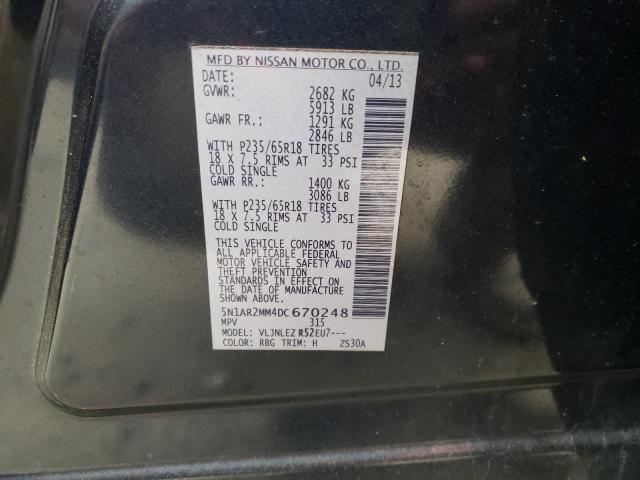 MFD BY NISSAN MOTOR CO., LTD.
DATE: 04/13
GVWR: 2682 KG
5913 LB
GAWR FR.: 1291 KG
2846 LB
WITH P235/65R18 TIRES
18 X 7.5 RIMS AT 33 PSI
COLD SINGLE
GAWR RR.: 1400 KG
3086 LB
WITH P235/65R18 TIRES
18 X 7.5 RIMS AT 33 PSI
COLD SINGLE
THIS VEHICLE CONFORMS TO
ALL APPLICABLE FEDERAL
MOTOR VEHICLE SAFETY AND
THEFT PREVENTION
STANDARDS IN EFFECT ON
THE DATE OF MANUFACTURE
SHOWN ABOVE.
5N1AR2MM4DC670248
MPV 315
MODEL: VLJNLEZ R52EU7---
COLOR: RBG TRIM: H ZS30A